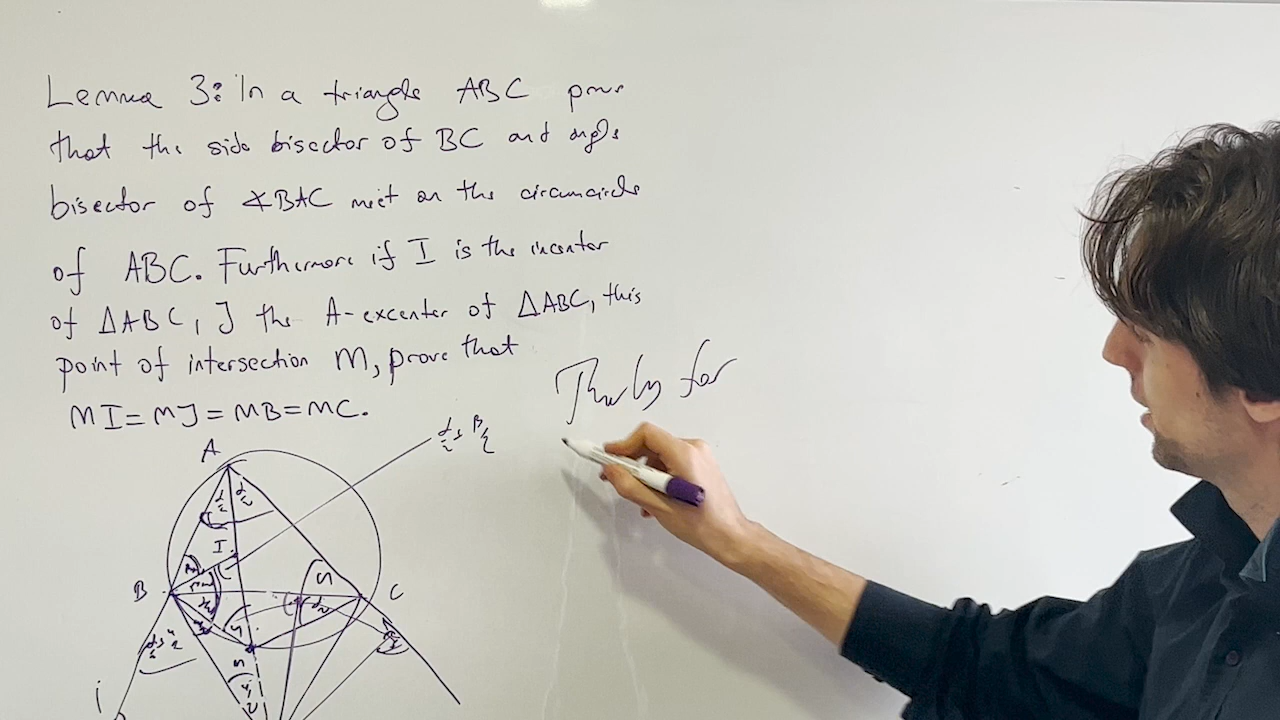 Lemma 3: In a triangle ABC prove
that the side bisector of BC and angle
bisector of ∢BAC meet on the circumcircle
of ABC. Furthermore if I is the incenter
of ΔABC, J the A-excenter of ΔABC, this
point of intersection M, prove that
MI=MJ=MB=MC.
for
A
I
B
C